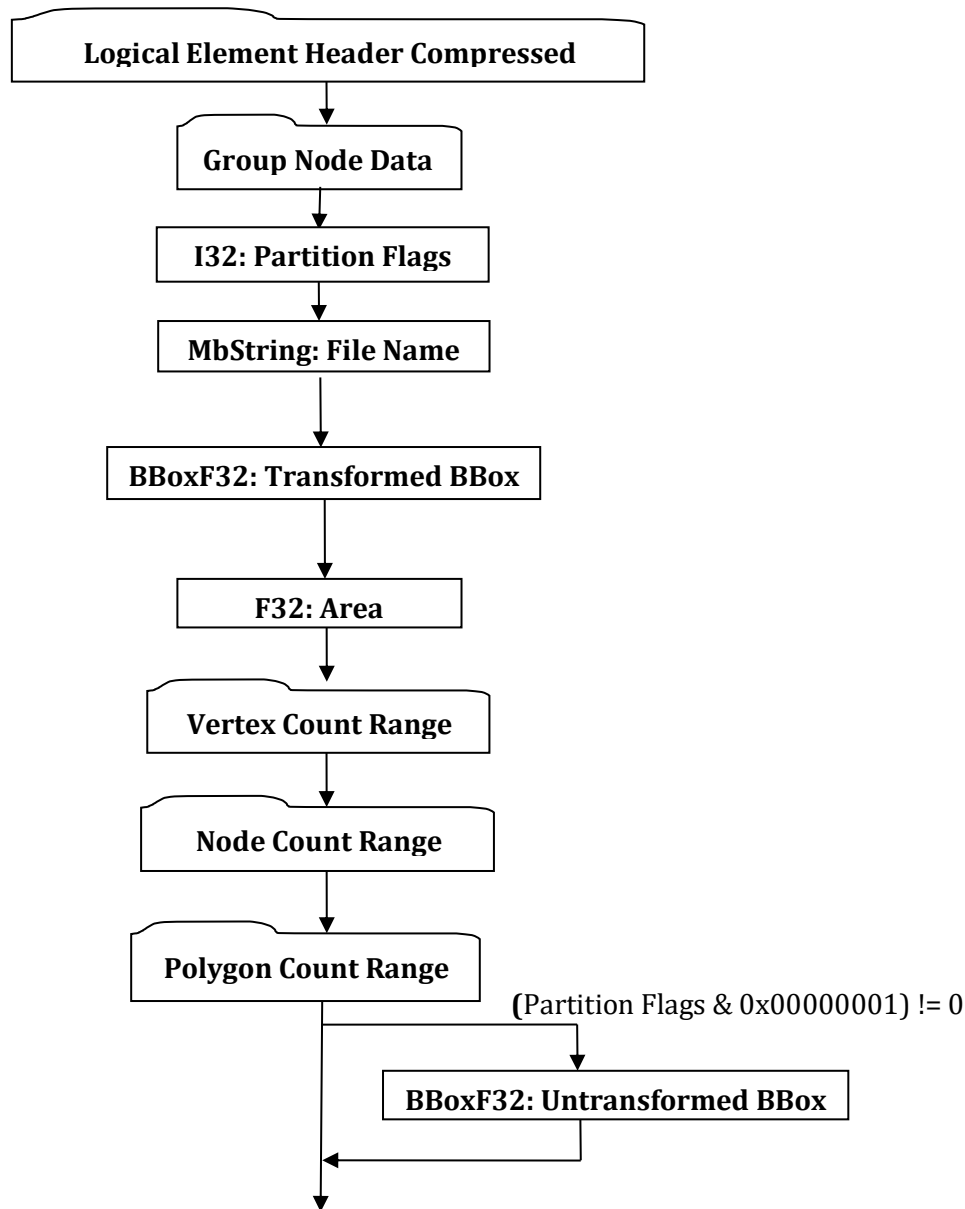 Logical Element Header Compressed
Group Node Data
I32: Partition Flags
MbString: File Name
BBoxF32: Transformed BBox
F32: Area
Vertex Count Range
Node Count Range
Polygon Count Range
(Partition Flags & 0x00000001) != 0
BBoxF32: Untransformed BBox